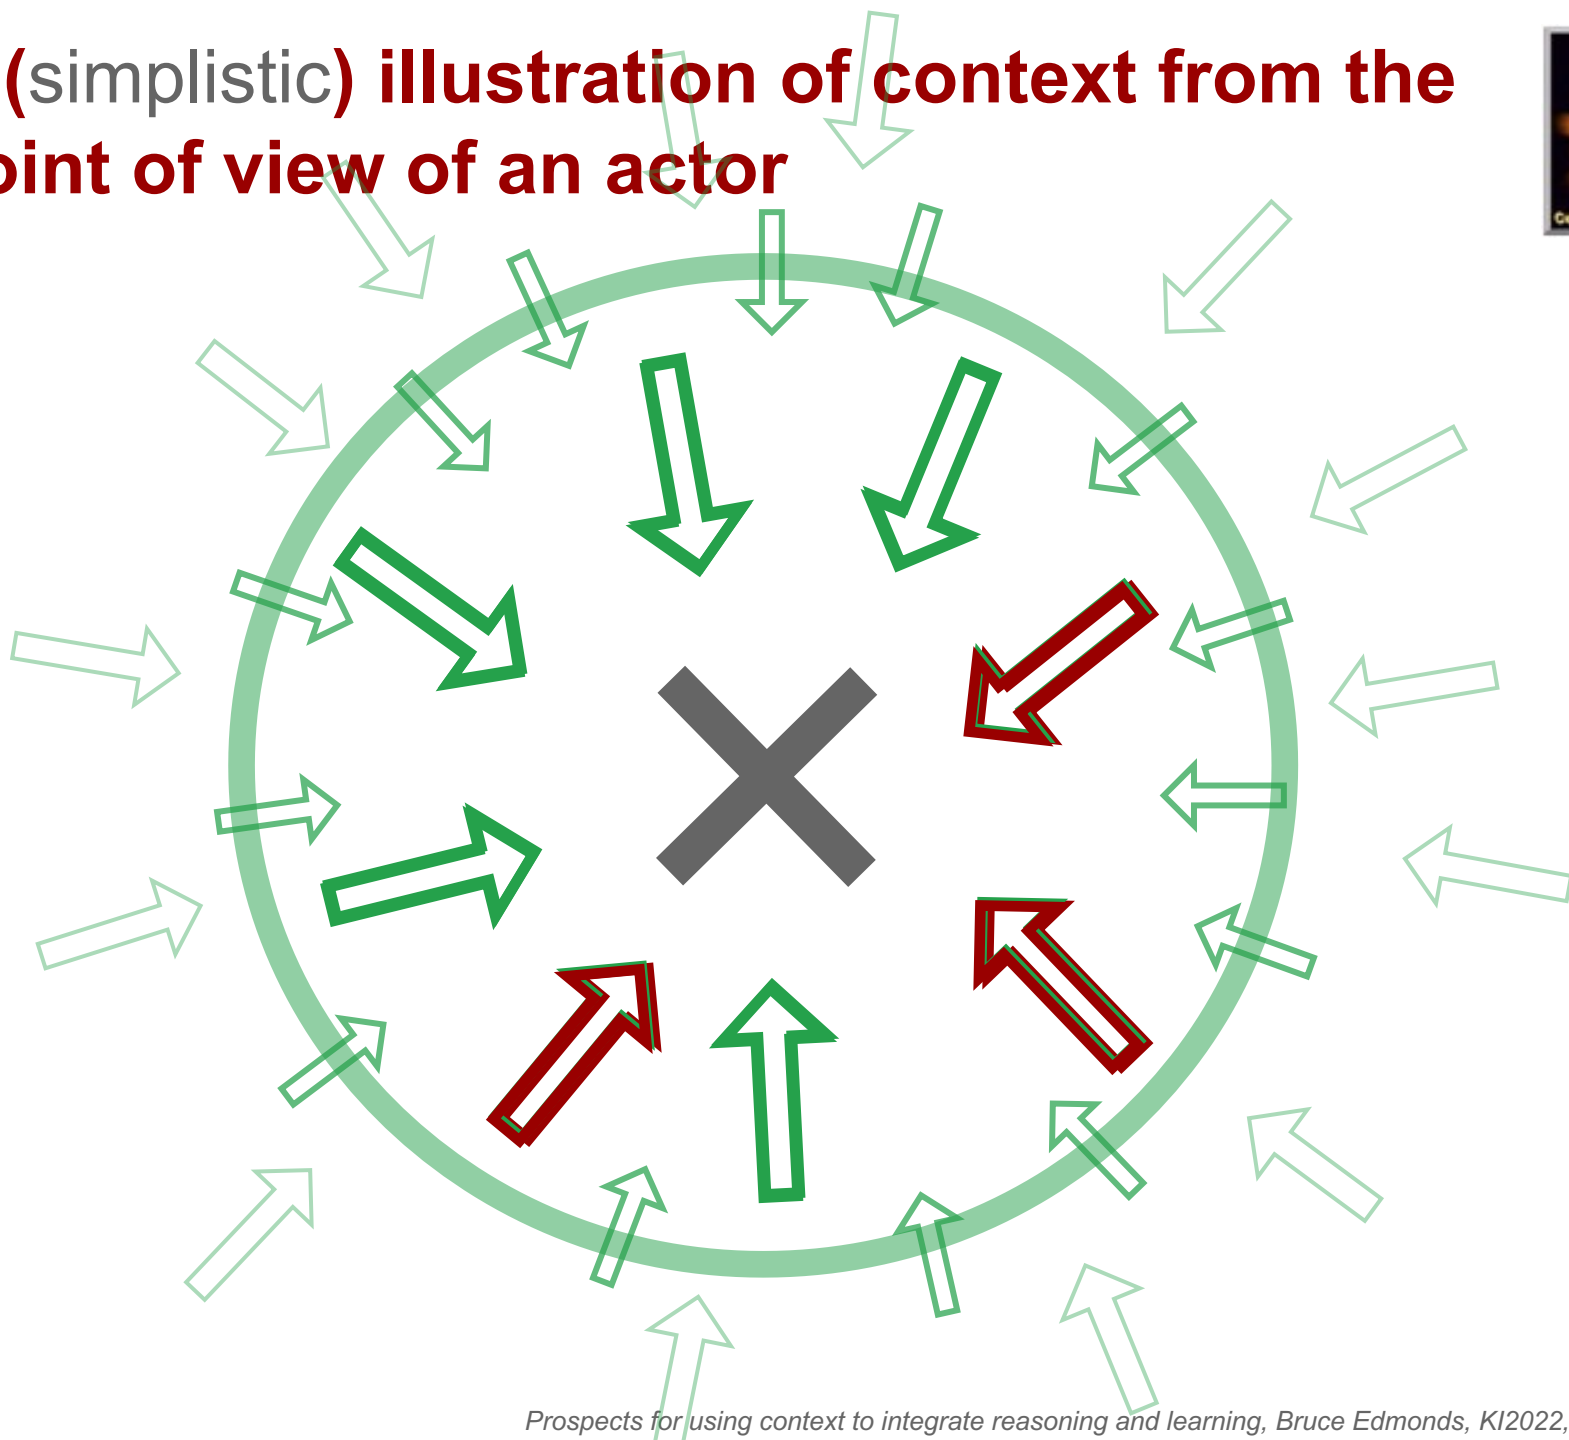 (simplistic) illustration of context from the
oint of view of an actor
Prospects for using context to integrate reasoning and learning, Bruce Edmonds, KI2022,